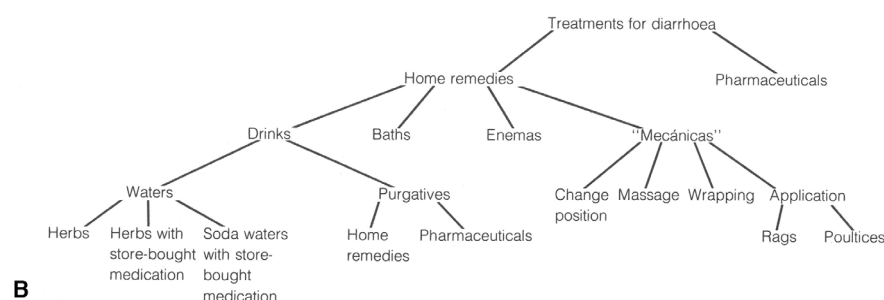 Treatments for diarrhoea
Home remedies
Pharmaceuticals
Drinks
Baths
Enemas
"Mecánicas"
Waters
Purgatives
Change
position
Massage
Wrapping
Application
Herbs
Herbs with
store-bought
medication
Soda waters
with store-
bought
medication
Home
remedies
Pharmaceuticals
Rags
Poultices
B